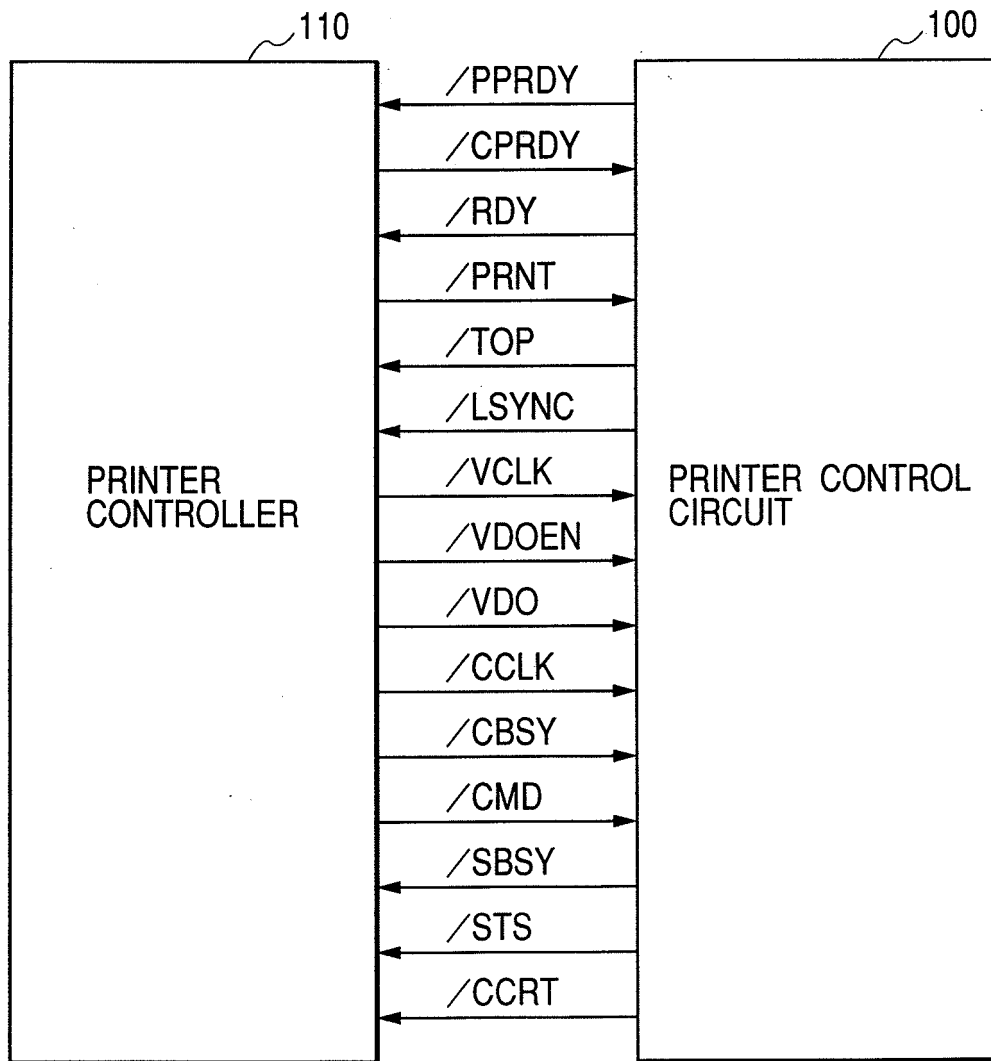 110
100
/PPRDY
/CPRDY
/RDY
/PRNT
/TOP
/LSYNC
/VCLK
/VDOEN
/VDO
/CCLK
/CBSY
/CMD
/SBSY
/STS
/CCRT
PRINTER
CONTROLLER
PRINTER CONTROL
CIRCUIT